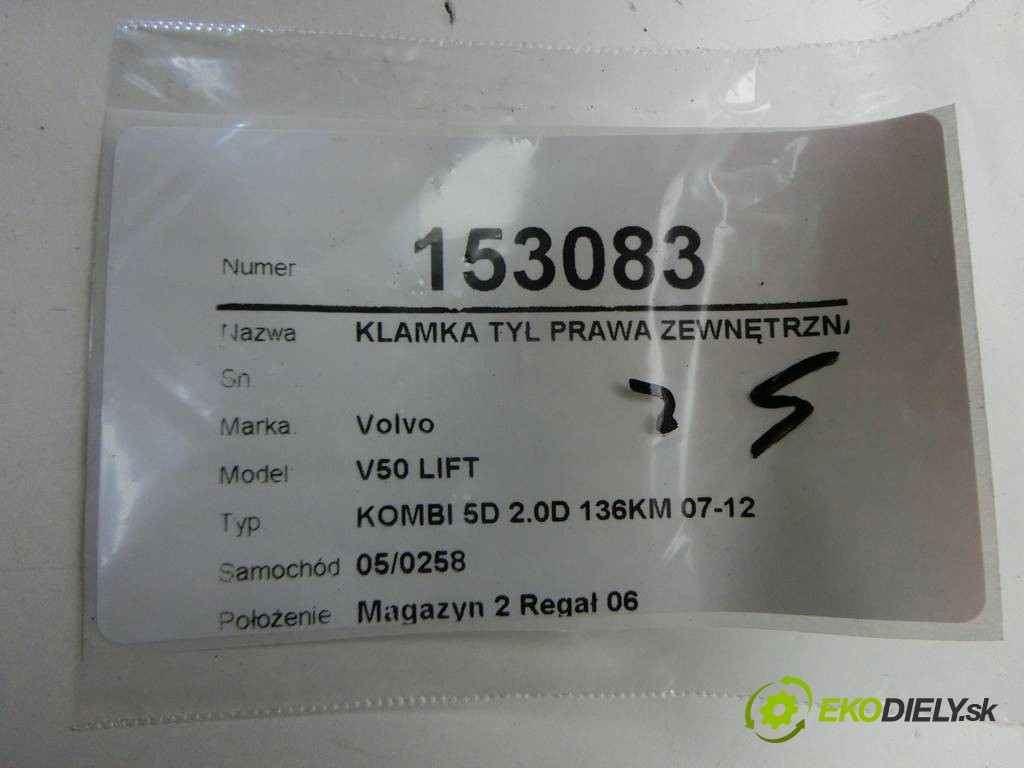 Numer 153083
Nazwa KLAMKA TYŁ PRAWA ZEWNĘTRZNA
Sn.
Marka. Volvo
Model V50 LIFT
Typ KOMBI 5D 2.0D 136KM 07-12
Samochód 05/0258
Położenie Magazyn 2 Regał 06
EKODIELY.sk